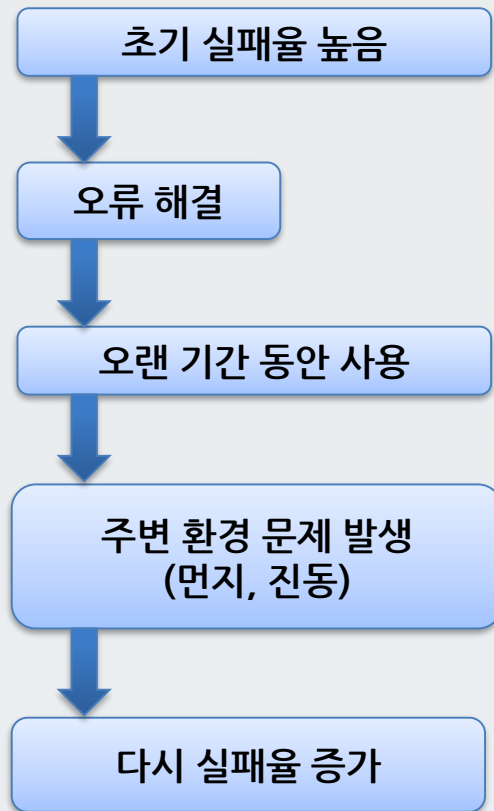 초기 실패율 높음
오류 해결
오랜 기간 동안 사용
주변 환경 문제 발생
(먼지, 진동)
다시 실패율 증가